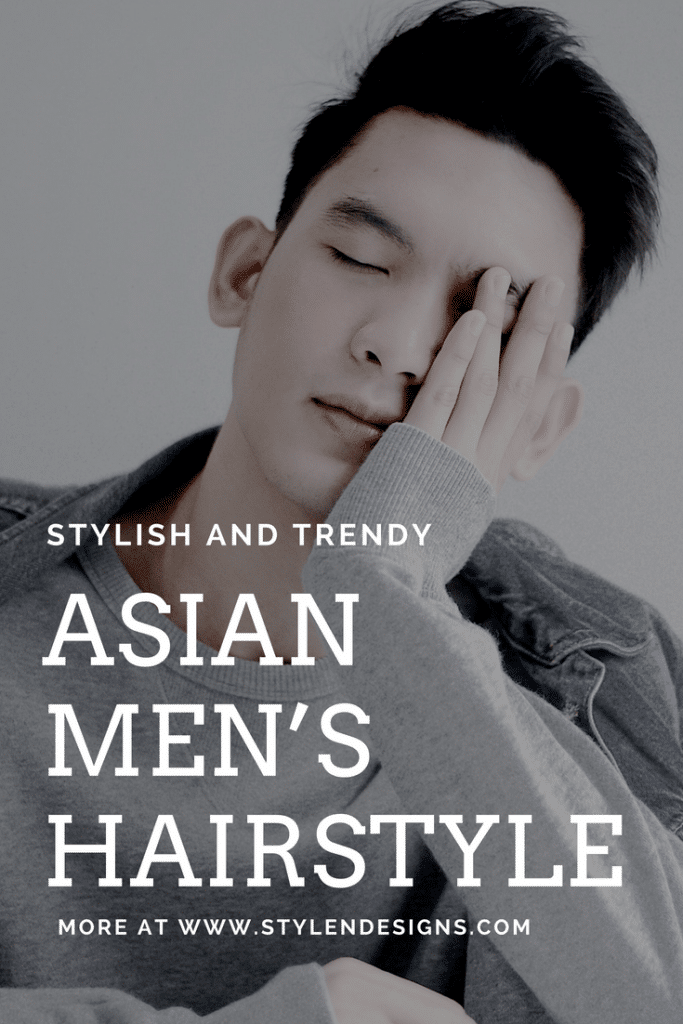 STYLISH AND TRENDY
ASIAN
MEN'S
HAIRSTYLE
MORE AT WWW.STYLENDESIGNS.COM